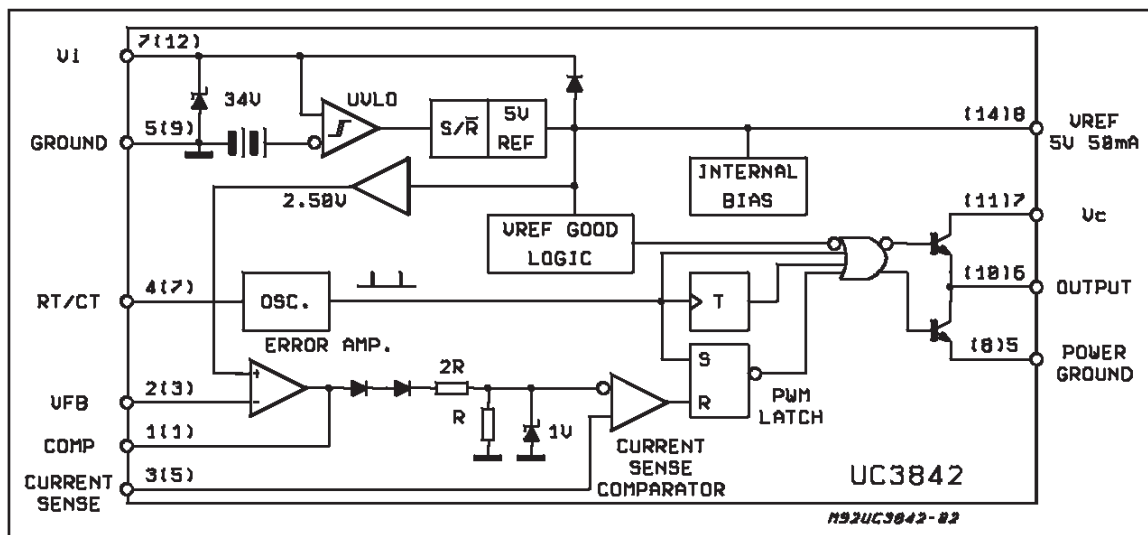 Vi
7(12)
34V
UVLO
S/R̅
5V
REF
(14)8
VREF
5V 50mA
5(9)
GROUND
INTERNAL
BIAS
2.50V
(11)7
Vc
VREF GOOD
LOGIC
4(7)
RT/CT
OSC.
T
(10)6
OUTPUT
ERROR AMP.
(8)5
POWER
GROUND
2R
S
+
2(3)
VFB
-
R
1V
R
PWM
LATCH
1(1)
COMP
CURRENT
SENSE
COMPARATOR
3(5)
CURRENT
SENSE
UC3842
M92UC3842-02